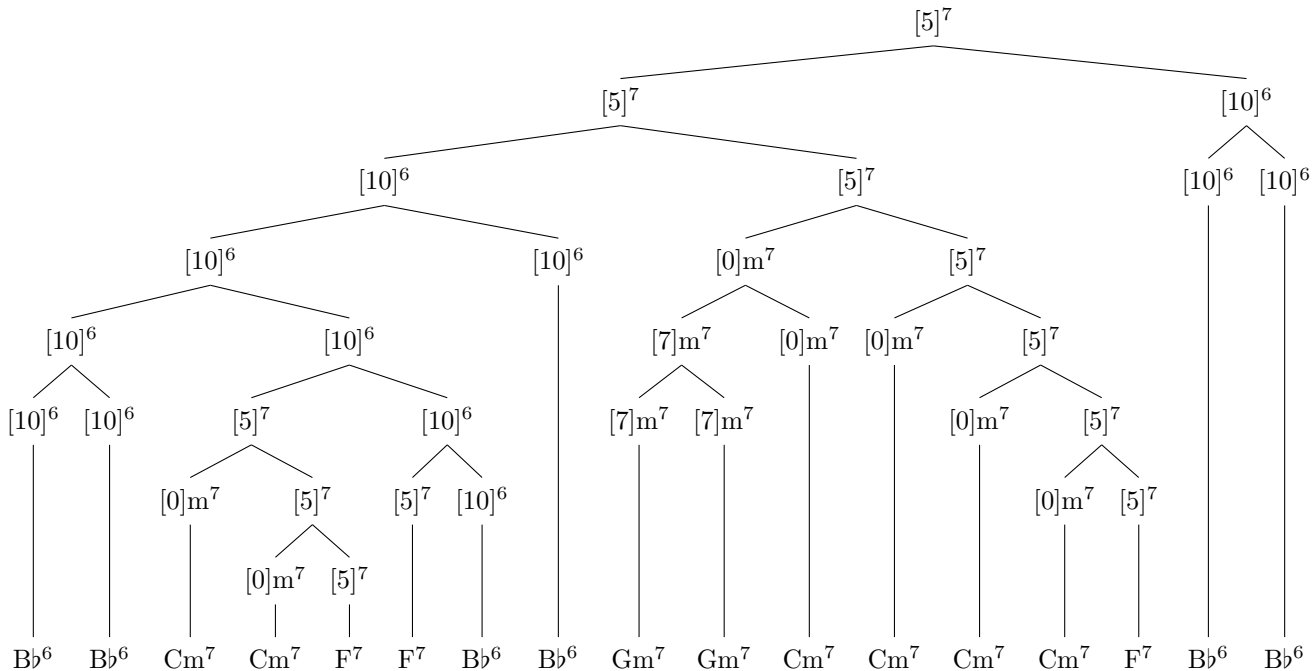 [5]⁷
[5]⁷ [10]⁶
[10]⁶ [5]⁷ [10]⁶ [10]⁶
[10]⁶ [10]⁶ [0]m⁷ [5]⁷
[10]⁶ [10]⁶ [7]m⁷ [0]m⁷ [0]m⁷ [5]⁷
[10]⁶ [10]⁶ [5]⁷ [10]⁶ [7]m⁷ [7]m⁷ [0]m⁷ [5]⁷
[0]m⁷ [5]⁷ [5]⁷ [10]⁶ [0]m⁷ [5]⁷
[0]m⁷ [5]⁷
B♭⁶ B♭⁶ Cm⁷ Cm⁷ F⁷ F⁷ B♭⁶ B♭⁶ Gm⁷ Gm⁷ Cm⁷ Cm⁷ Cm⁷ Cm⁷ F⁷ B♭⁶ B♭⁶